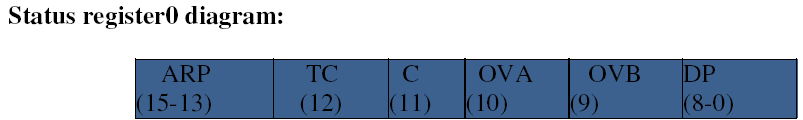 Status register0 diagram:
ARP TC C OVA OVB DP
(15-13) (12) (11) (10) (9) (8-0)